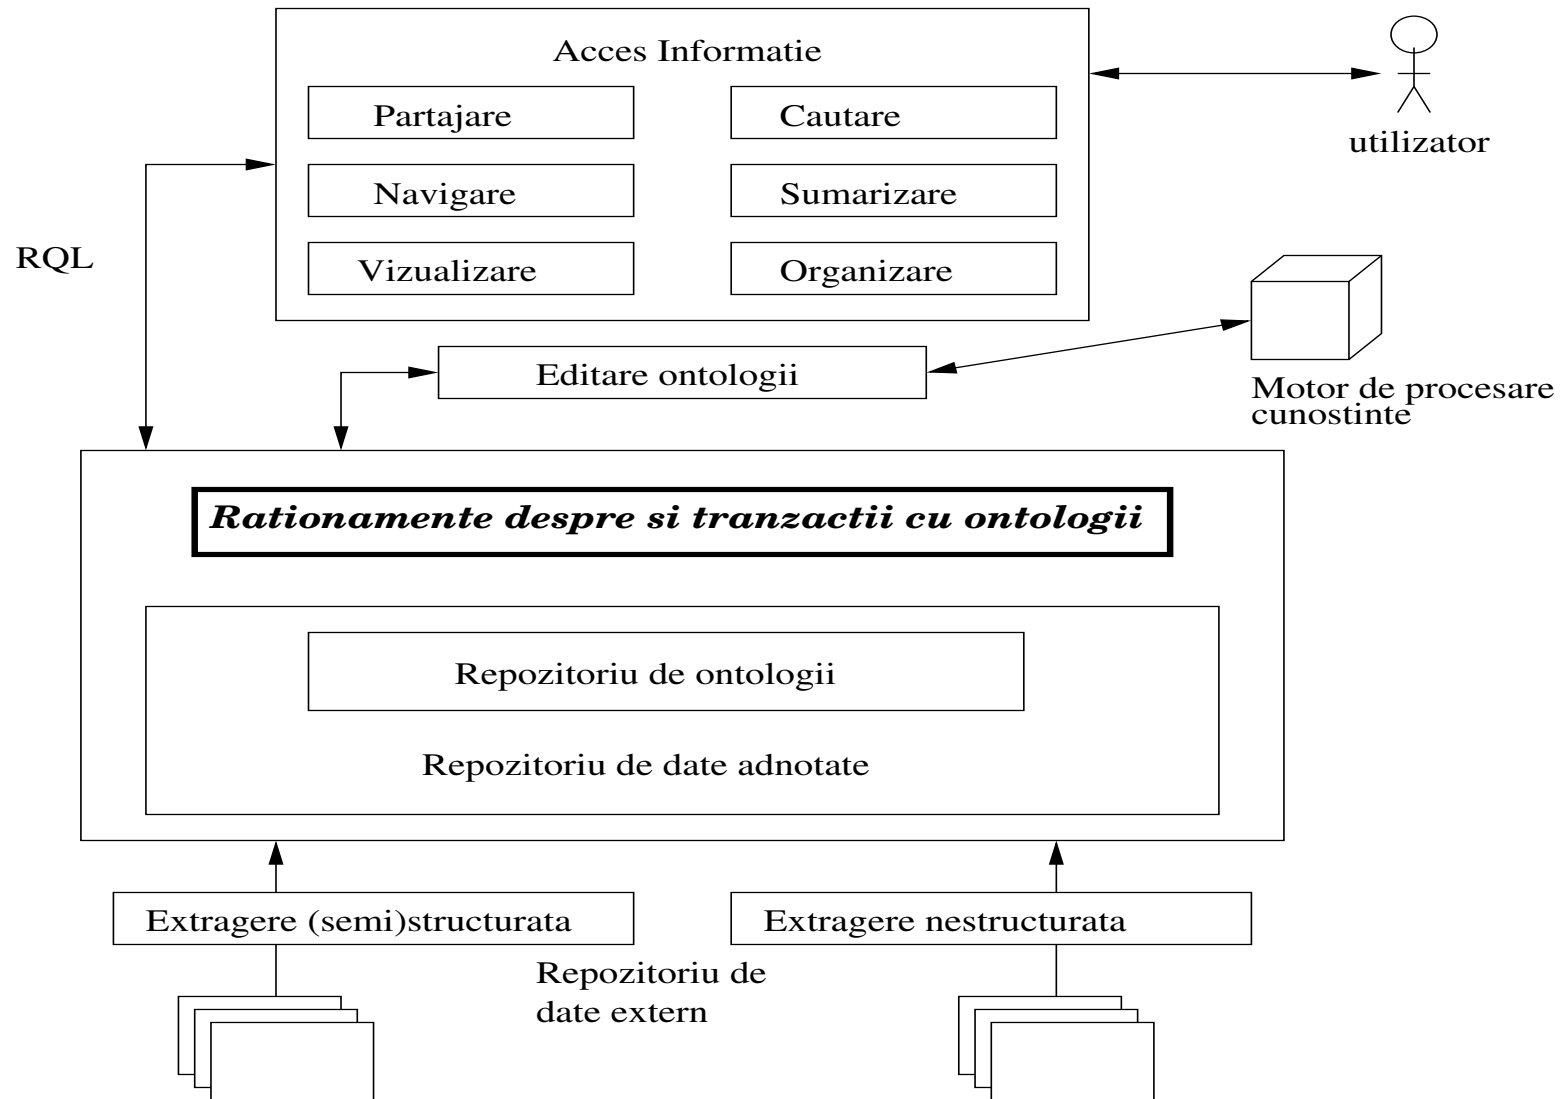 Acces Informatie
Partajare
Cautare
utilizator
Navigare
Sumarizare
RQL
Vizualizare
Organizare
Editare ontologii
Motor de procesare
cunostinte
Rationamente despre si tranzactii cu ontologii
Repozitoriu de ontologii
Repozitoriu de date adnotate
Extragere (semi)structurata
Extragere nestructurata
Repozitoriu de
date extern